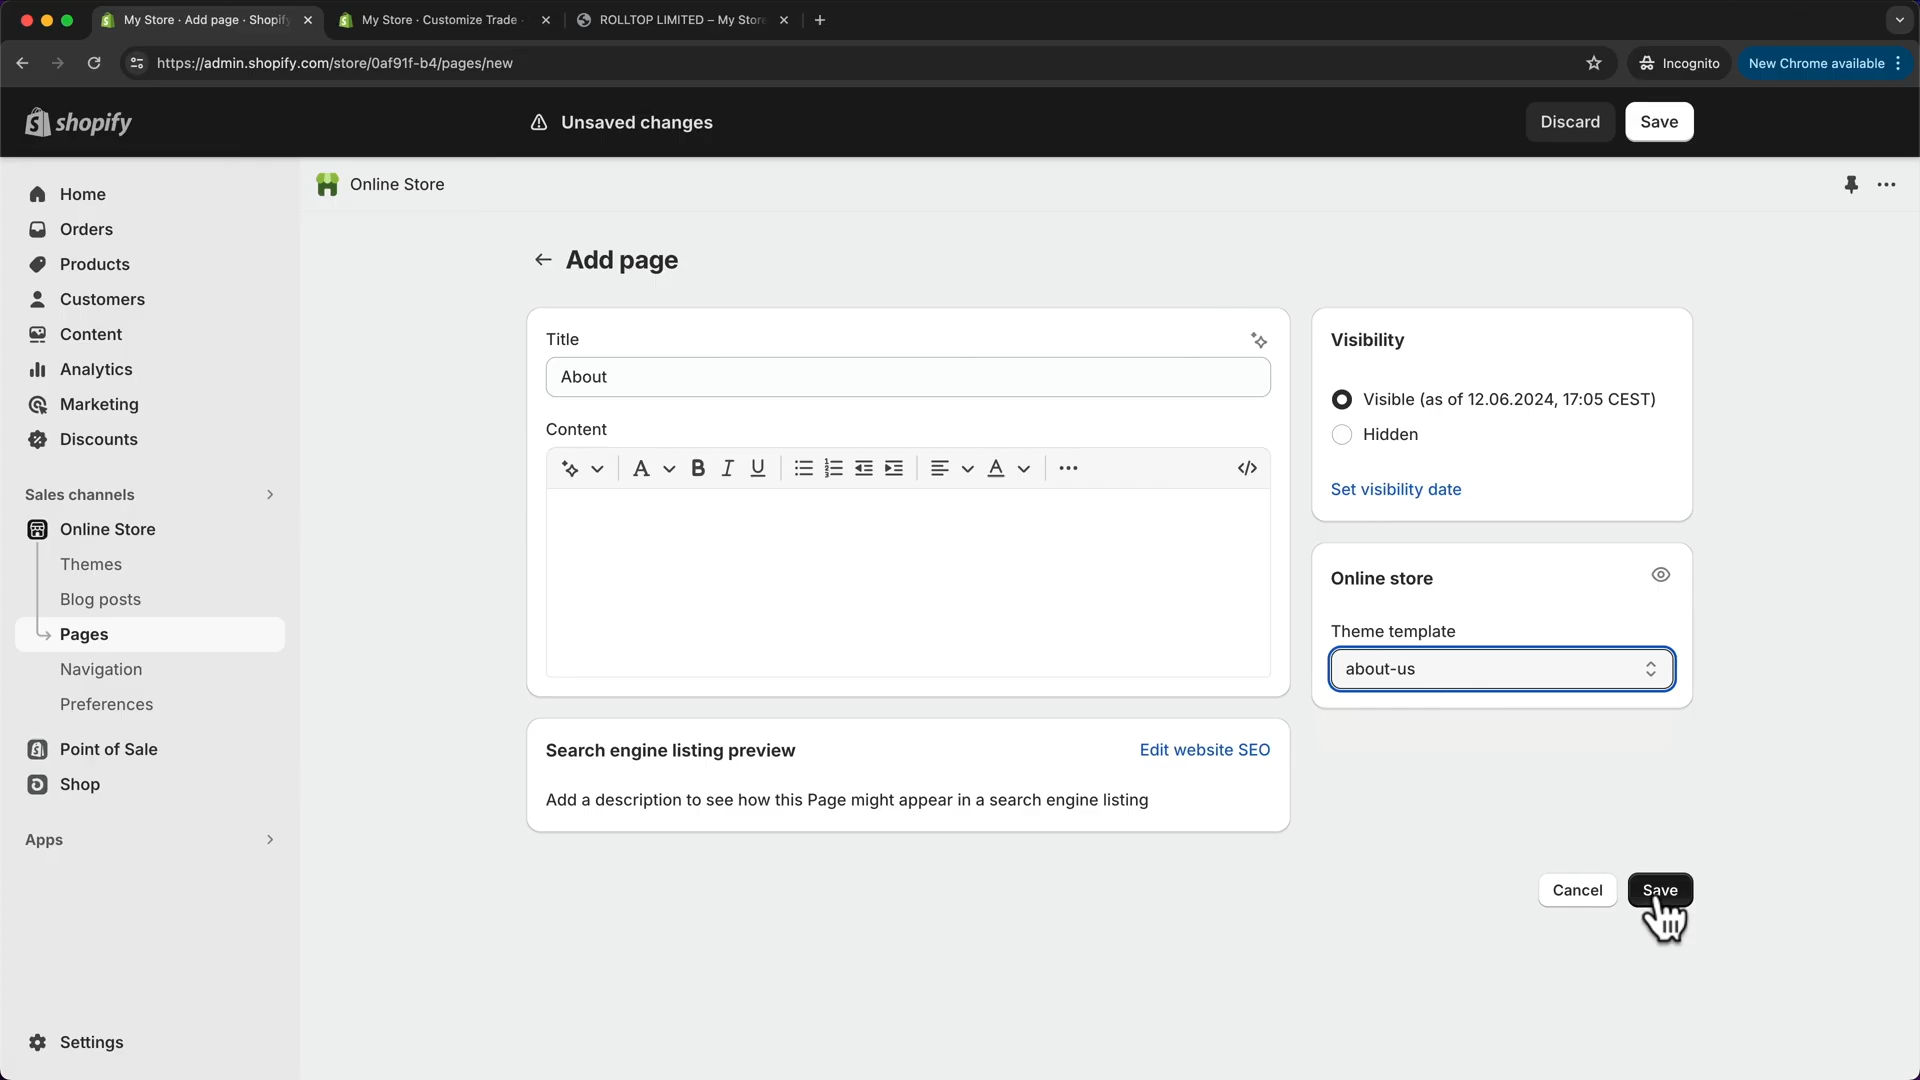 My Store · Add page · Shopify
My Store · Customize Trade ·
ROLLTOP LIMITED – My Store
https://admin.shopify.com/store/0af91f-b4/pages/new
Incognito
New Chrome available
shopify
Unsaved changes
Discard
Save
Home
Orders
Products
Customers
Content
Analytics
Marketing
Discounts
Sales channels
Online Store
Themes
Blog posts
Pages
Navigation
Preferences
Point of Sale
Shop
Apps
Settings
Online Store
Add page
Title
About
Content
A
B
I
U
A
Search engine listing preview
Edit website SEO
Add a description to see how this Page might appear in a search engine listing
Visibility
Visible (as of 12.06.2024, 17:05 CEST)
Hidden
Set visibility date
Online store
Theme template
about-us
Cancel
Save